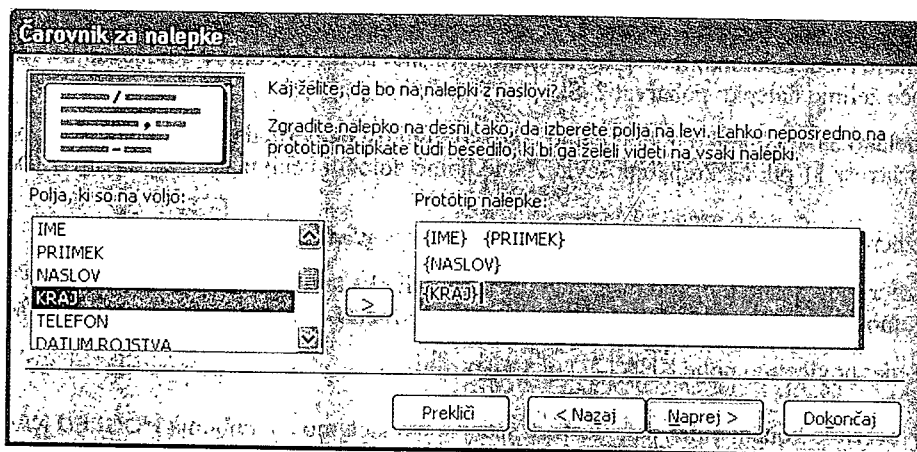 Čarovnik za nalepke
Kaj želite, da bo na nalepki z naslovi?
Zgradite nalepko na desni tako, da izberete polja na levi. Lahko neposredno na
prototip natipkate tudi besedilo, ki bi ga želeli videti na vsaki nalepki.
Polja, ki so na voljo:
IME
PRIIMEK
NASLOV
KRAJ
TELEFON
DATUM ROJSTVA
>
Prototip nalepke:
{IME} {PRIIMEK}
{NASLOV}
{KRAJ}
Prekliči
< Nazaj
Naprej >
Dokončaj